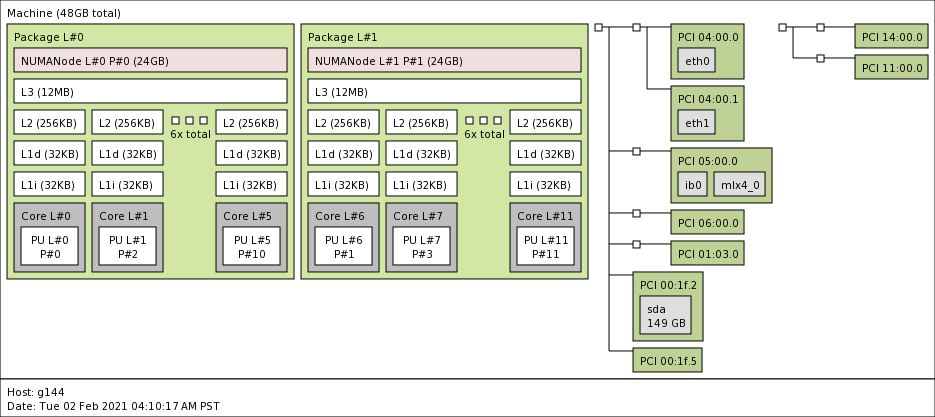 Machine (48GB total)
Package L#0
NUMANode L#0 P#0 (24GB)
L3 (12MB)
L2 (256KB)
L2 (256KB)
6x total
L2 (256KB)
L1d (32KB)
L1d (32KB)
L1d (32KB)
L1i (32KB)
L1i (32KB)
L1i (32KB)
Core L#0
PU L#0
P#0
Core L#1
PU L#1
P#2
Core L#5
PU L#5
P#10
Package L#1
NUMANode L#1 P#1 (24GB)
L3 (12MB)
L2 (256KB)
L2 (256KB)
6x total
L2 (256KB)
L1d (32KB)
L1d (32KB)
L1d (32KB)
L1i (32KB)
L1i (32KB)
L1i (32KB)
Core L#6
PU L#6
P#1
Core L#7
PU L#7
P#3
Core L#11
PU L#11
P#11
PCI 04:00.0
eth0
PCI 04:00.1
eth1
PCI 05:00.0
ib0
mlx4_0
PCI 06:00.0
PCI 01:03.0
PCI 00:1f.2
sda
149 GB
PCI 00:1f.5
PCI 14:00.0
PCI 11:00.0
Host: g144
Date: Tue 02 Feb 2021 04:10:17 AM PST